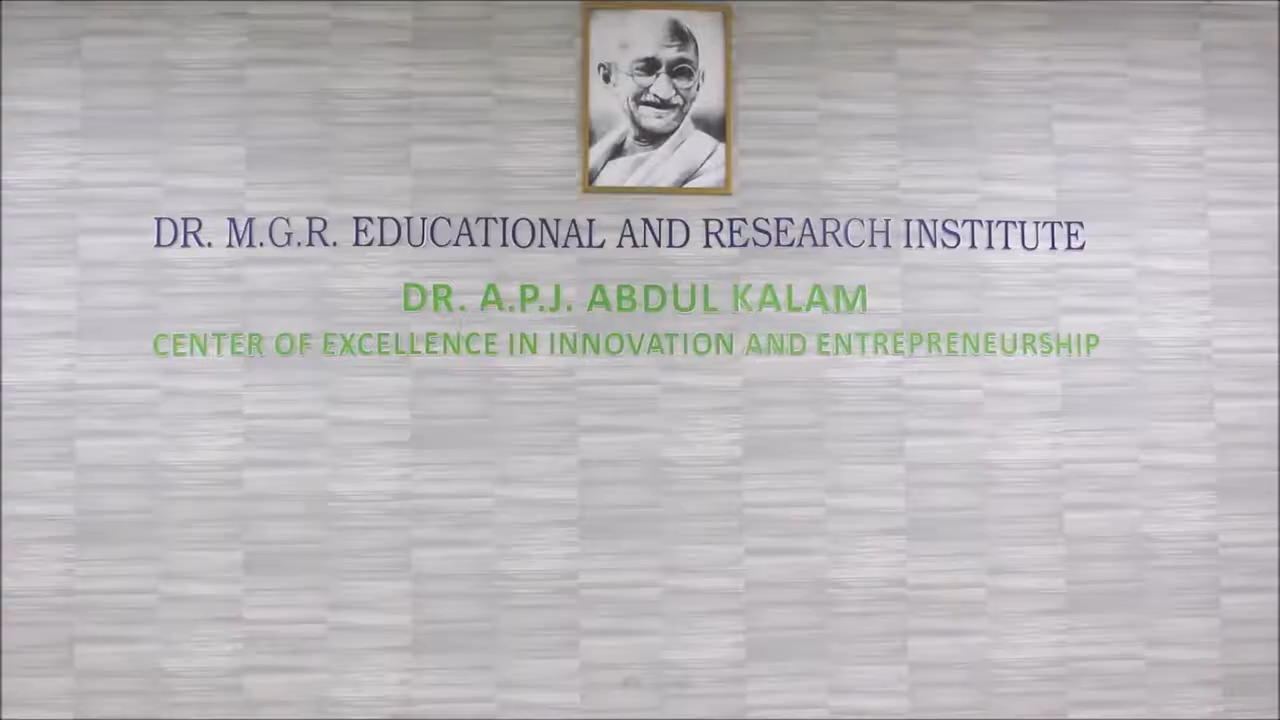 DR. M.G.R. EDUCATIONAL AND RESEARCH INSTITUTE
DR. A.P.J. ABDUL KALAM
CENTER OF EXCELLENCE IN INNOVATION AND ENTREPRENEURSHIP